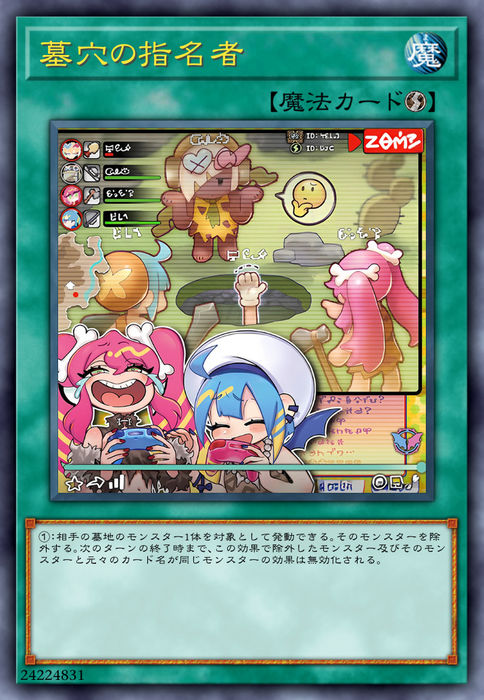 墓穴の指名者
魔
【魔法カード】
ID:
ID:
①:相手の墓地のモンスター1体を対象として発動できる。そのモンスターを除
外する。次のターンの終了時まで、この効果で除外したモンスター及びそのモン
スターと元々のカード名が同じモンスターの効果は無効化される。
24224831